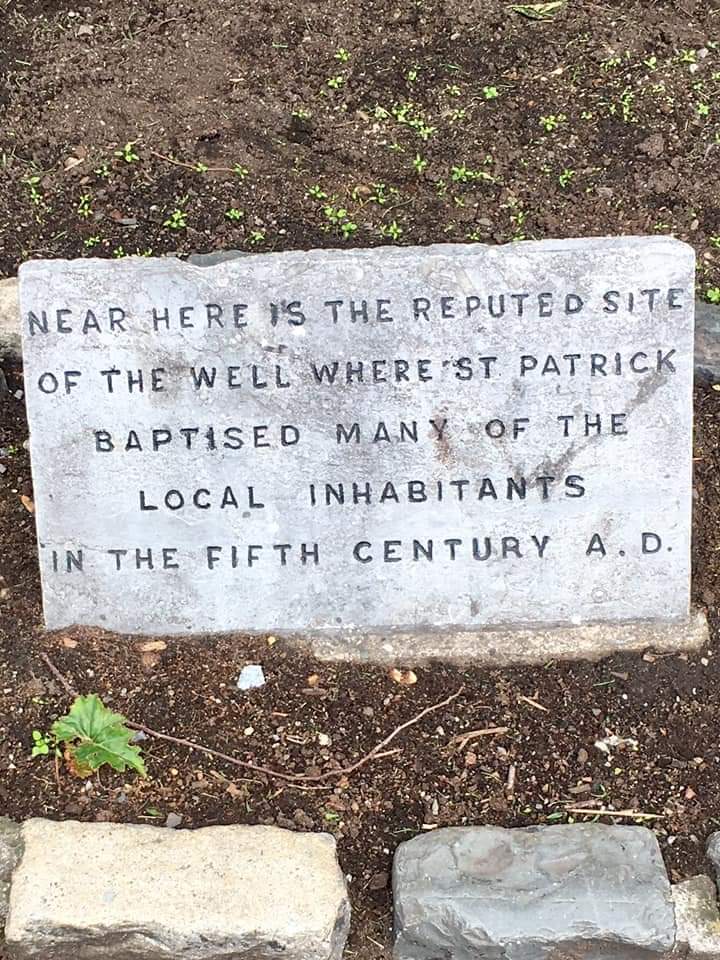 NEAR HERE IS THE REPUTED SITE
OF THE WELL WHERE ST PATRICK
BAPTISED MANY OF THE
LOCAL INHABITANTS
IN THE FIFTH CENTURY A.D.